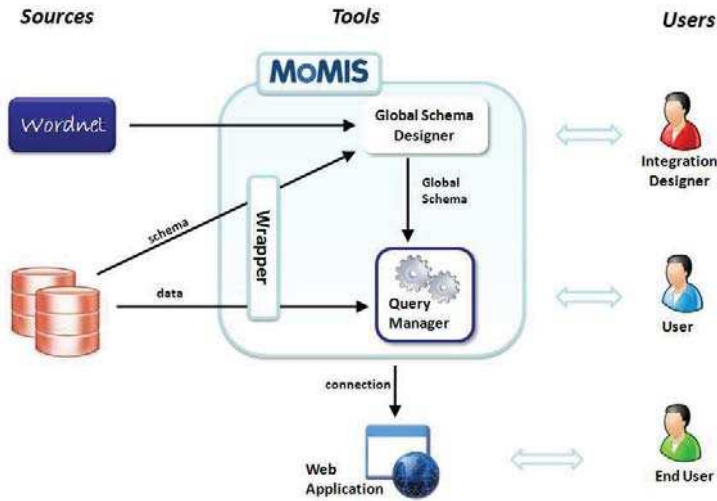 Sources
Tools
Users
MOMIS
Wordnet
Global Schema
Designer
Integration
Designer
Global
Schema
schema
Wrapper
data
Query
Manager
User
connection
Web
Application
End User